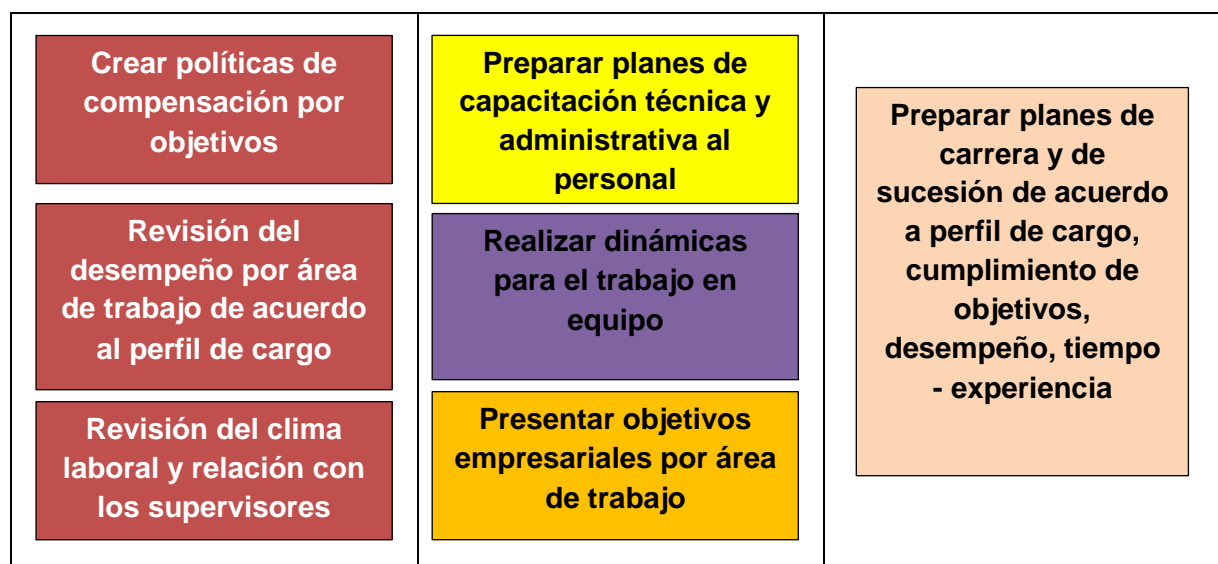 Crear políticas de
compensación por
objetivos
Revisión del
desempeño por área
de trabajo de acuerdo
al perfil de cargo
Revisión del clima
laboral y relación con
los supervisores
Preparar planes de
capacitación técnica y
administrativa al
personal
Realizar dinámicas
para el trabajo en
equipo
Presentar objetivos
empresariales por área
de trabajo
Preparar planes de
carrera y de
sucesión de acuerdo
a perfil de cargo,
cumplimiento de
objetivos,
desempeño, tiempo
- experiencia